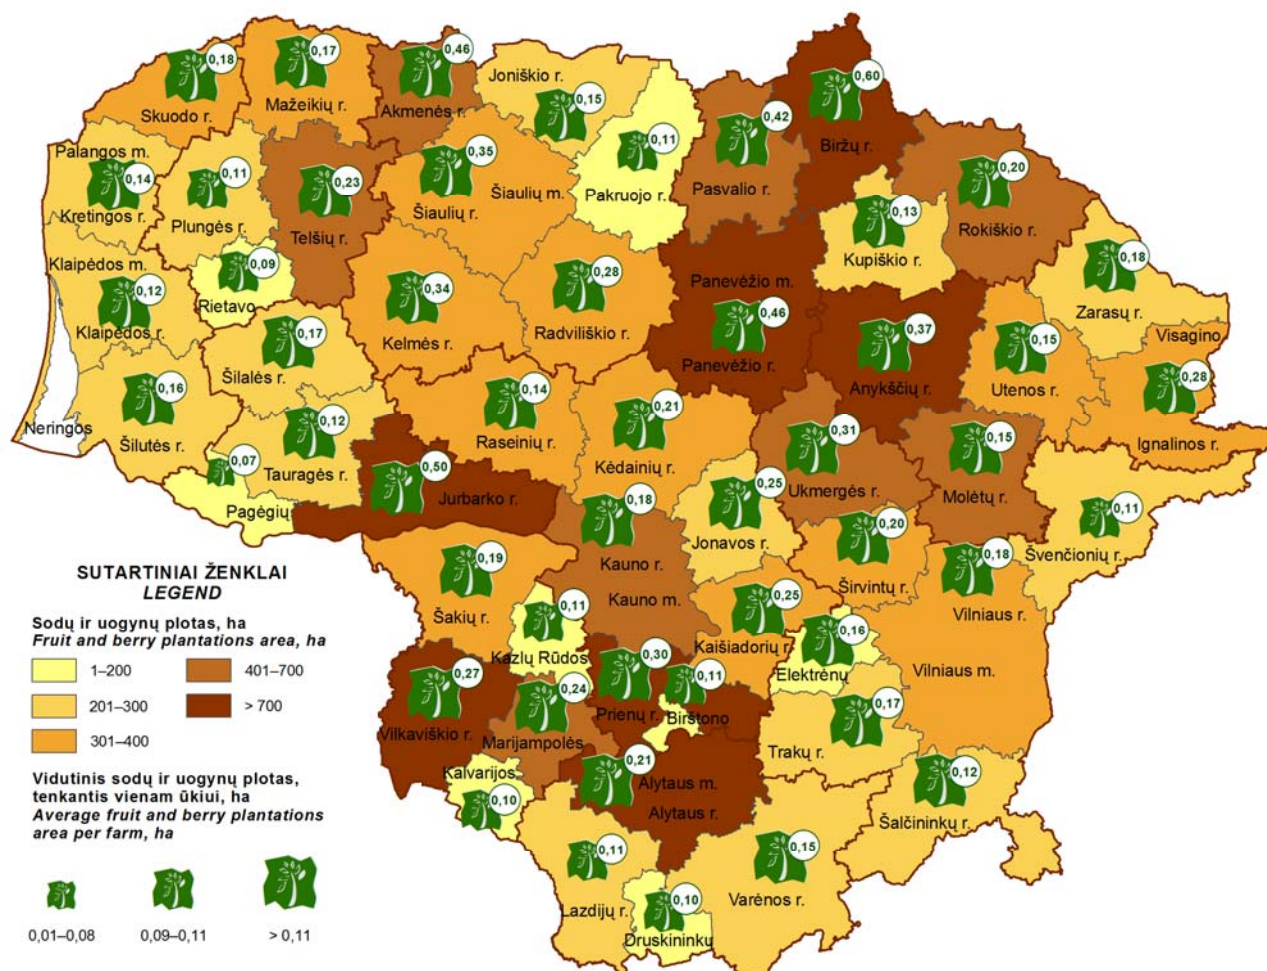 0,18
Skuodo r.
0,17
Mažeikių r.
0,46
Akmenės r.
Joniškio r.
0,15
0,11
Pakruojo r.
0,42
Pasvalio r.
0,60
Biržų r.
0,20
Rokiškio r.
Palangos m.
0,14
Kretingos r.
0,11
Plungės r.
0,23
Telšių r.
0,35
Šiaulių m.
Šiaulių r.
0,13
Kupiškio r.
0,18
Zarasų r.
Klaipėdos m.
0,12
Klaipėdos r.
0,09
Rietavo
0,34
Kelmės r.
0,28
Radviliškio r.
Panevėžio m.
0,46
Panevėžio r.
0,37
Anykščių r.
0,15
Utenos r.
Visagino
0,28
Ignalinos r.
0,17
Šilalės r.
0,16
Šilutės r.
Neringos
0,12
Tauragės r.
0,14
Raseinių r.
0,21
Kėdainių r.
0,31
Ukmergės r.
0,15
Molėtų r.
0,07
Pagėgių
0,50
Jurbarko r.
0,18
Kauno r.
Kauno m.
0,25
Jonavos r.
0,20
Širvintų r.
0,11
Švenčionių r.
0,18
Vilniaus r.
Vilniaus m.
0,19
Šakių r.
0,11
Kazlų Rūdos
0,25
Kaišiadorių r.
0,16
Elektrėnų
0,27
Vilkaviškio r.
0,24
Marijampolės
0,30
Prienų r.
0,11
Birštono
0,17
Trakų r.
Kalvarijos
0,10
0,21
Alytaus m.
Alytaus r.
0,12
Šalčininkų r.
0,11
Lazdijų r.
0,10
Druskininkų
0,15
Varėnos r.
SUTARTINIAI ŽENKLAI
LEGEND
Sodų ir uogynų plotas, ha
Fruit and berry plantations area, ha
1–200
401–700
201–300
> 700
301–400
Vidutinis sodų ir uogynų plotas,
tenkantis vienam ūkiui, ha
Average fruit and berry plantations
area per farm, ha
0,01–0,08
0,09–0,11
> 0,11